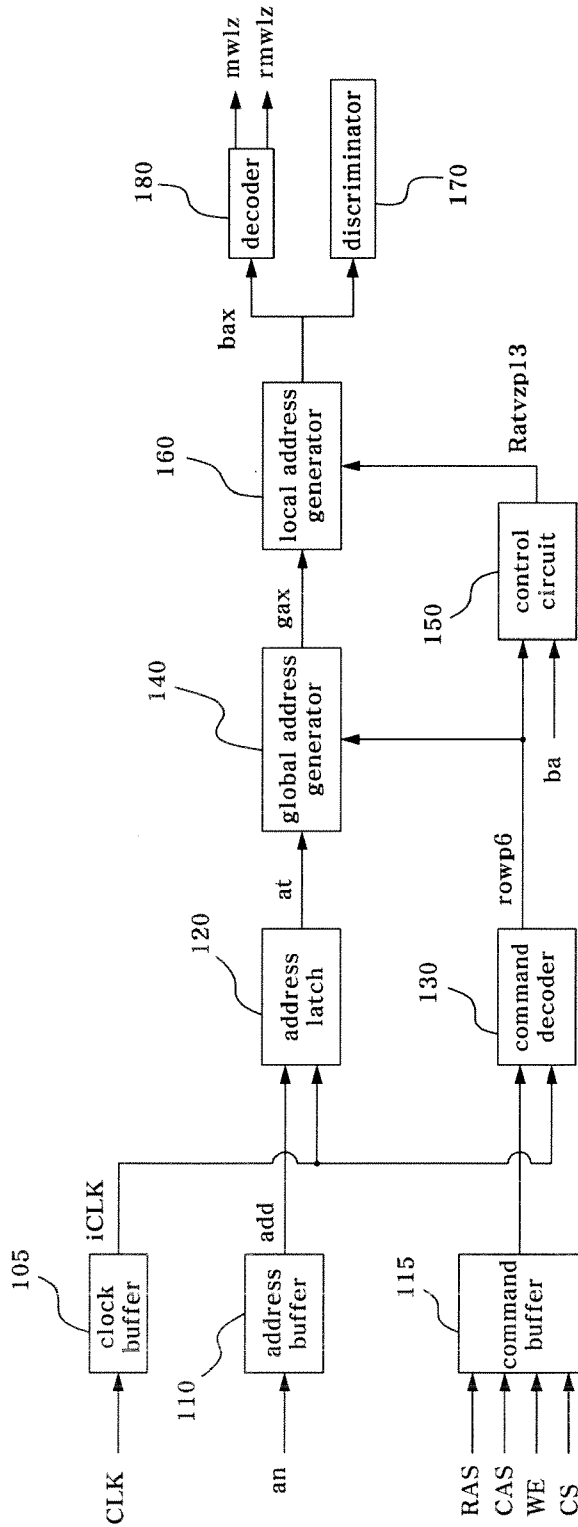 CLK
clock
buffer
105
iCLK
an
address
buffer
110
add
RAS
CAS
WE
CS
command
buffer
115
address
latch
120
at
command
decoder
130
rowp6
global address
generator
140
gax
ba
control
circuit
150
Ratvzp13
local address
generator
160
bax
decoder
180
mwlz
rmwlz
discriminator
170